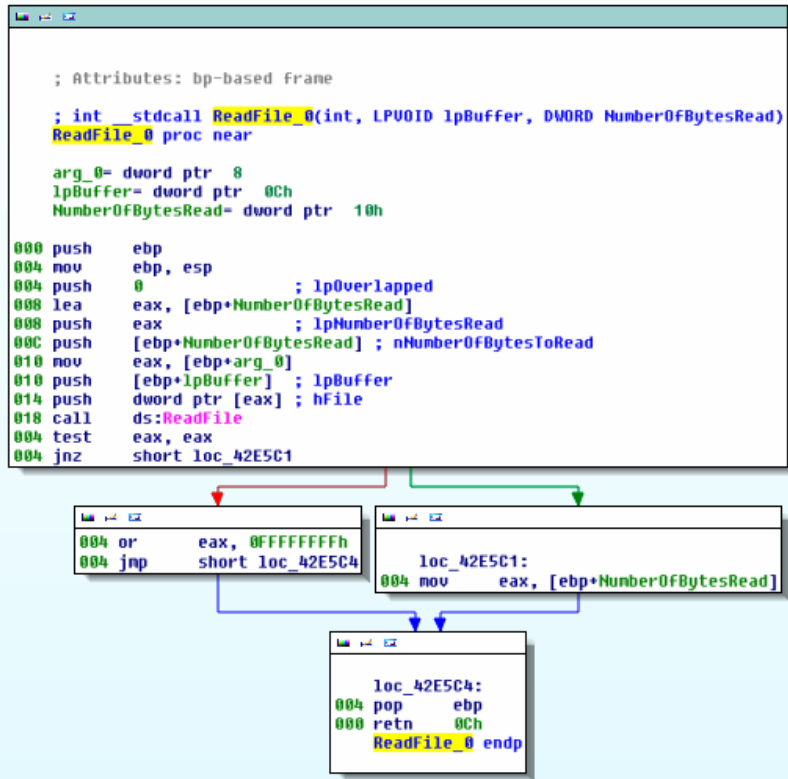 ; Attributes: bp-based frame
; int __stdcall ReadFile_0(int, LPVOID lpBuffer, DWORD NumberOfBytesRead)
ReadFile_0 proc near
arg_0= dword ptr  8
lpBuffer= dword ptr  0Ch
NumberOfBytesRead= dword ptr  10h
000 push    ebp
004 mov     ebp, esp
004 push    0               ; lpOverlapped
008 lea     eax, [ebp+NumberOfBytesRead]
008 push    eax             ; lpNumberOfBytesRead
00C push    [ebp+NumberOfBytesRead] ; nNumberOfBytesToRead
010 mov     eax, [ebp+arg_0]
010 push    [ebp+lpBuffer]  ; lpBuffer
014 push    dword ptr [eax] ; hFile
018 call    ds:ReadFile
004 test    eax, eax
004 jnz     short loc_42E5C1
004 or      eax, 0FFFFFFFFh
004 jmp     short loc_42E5C4
loc_42E5C1:
004 mov     eax, [ebp+NumberOfBytesRead]
loc_42E5C4:
004 pop     ebp
000 retn    0Ch
ReadFile_0 endp